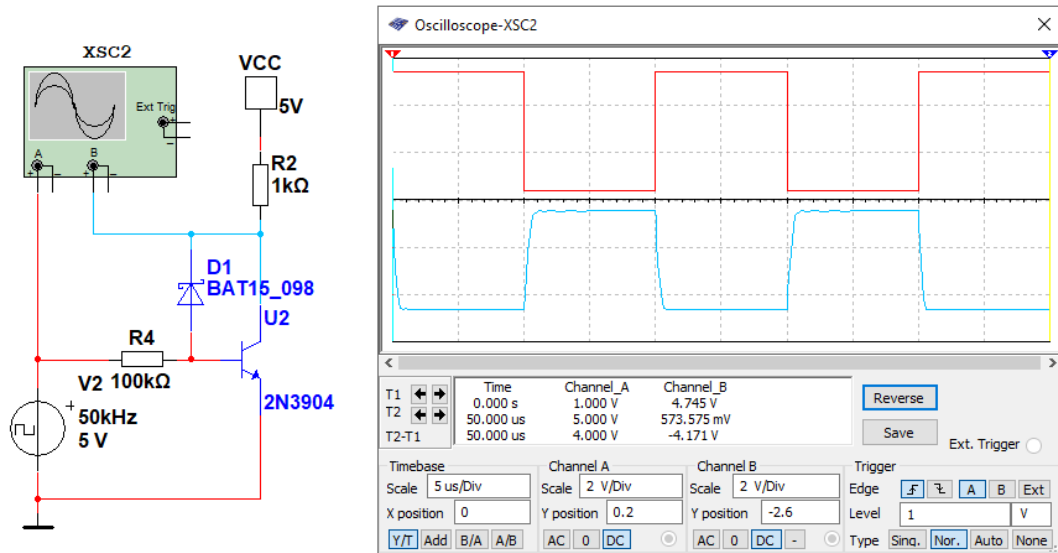 XSC2
Ext Trig
+
−
A
B
+ − + −
VCC
5V
R2
1kΩ
D1
BAT15_098
U2
R4
100kΩ
V2
+
50kHz
5 V
2N3904
Oscilloscope-XSC2
T1
T2
T2-T1
Time Channel_A Channel_B
0.000 s 1.000 V 4.745 V
50.000 us 5.000 V 573.575 mV
50.000 us 4.000 V -4.171 V
Reverse
Save
Ext. Trigger
Timebase
Scale 5 us/Div
X position 0
Y/T Add B/A A/B
Channel A
Scale 2 V/Div
Y position 0.2
AC 0 DC
Channel B
Scale 2 V/Div
Y position -2.6
AC 0 DC -
Trigger
Edge A B Ext
Level 1 V
Type Sing. Nor. Auto None